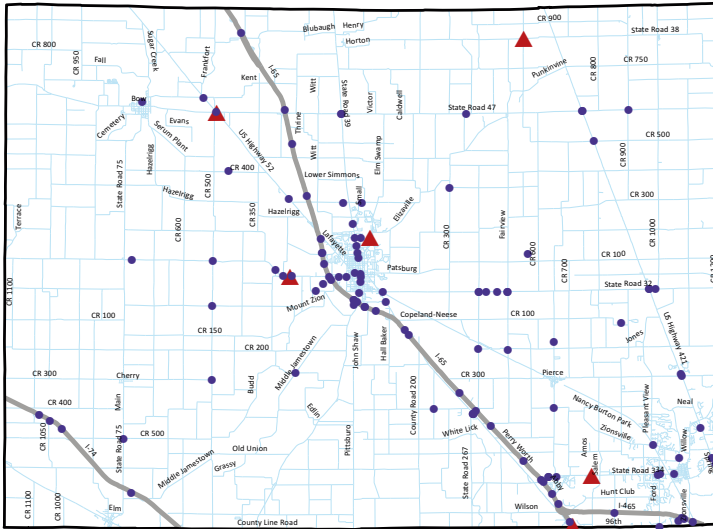 CR 900
Blubaugh
Henry
State Road 38
Horton
CR 800
CR 950
Fall
Sugar Creek
Frankfort
Kent
I-65
Witt
State Road 39
Victor
Caldwell
Punkinvine
CR 800
CR 750
Bow
Cemetery
Evans
Serum Plant
Hazelrigg
State Road 75
US Highway 52
Thrine
Witt
Elm Swamp
State Road 47
CR 500
CR 900
CR 400
CR 500
Hazelrigg
Lower Simmons
Small
Elizaville
CR 300
Terrace
CR 600
CR 350
Hazelrigg
Lafayette
CR 300
Fairview
CR 1000
CR 100
CR 700
Patsburg
State Road 32
CR 1100
Mount Zion
CR 100
CR 150
Copeland-Neese
CR 100
US Highway 421
Jones
John Shaw
Hall Baker
I-65
CR 200
Middle Jamestown
CR 300
Cherry
Main
Budd
CR 300
Pierce
County Road 200
Nancy Burton Park
Zionsville
Pleasant View
Neal
CR 400
CR 1050
I-74
State Road 75
CR 500
Edlin
Pittsboro
White Lick
Perry Worth
State Road 267
Amos
Salem
Willow
Old Union
Grassy
Middle Jamestown
State Road 334
Ford
Hunt Club
CR 1100
CR 1000
Elm
County Line Road
Wilson
I-465
96th